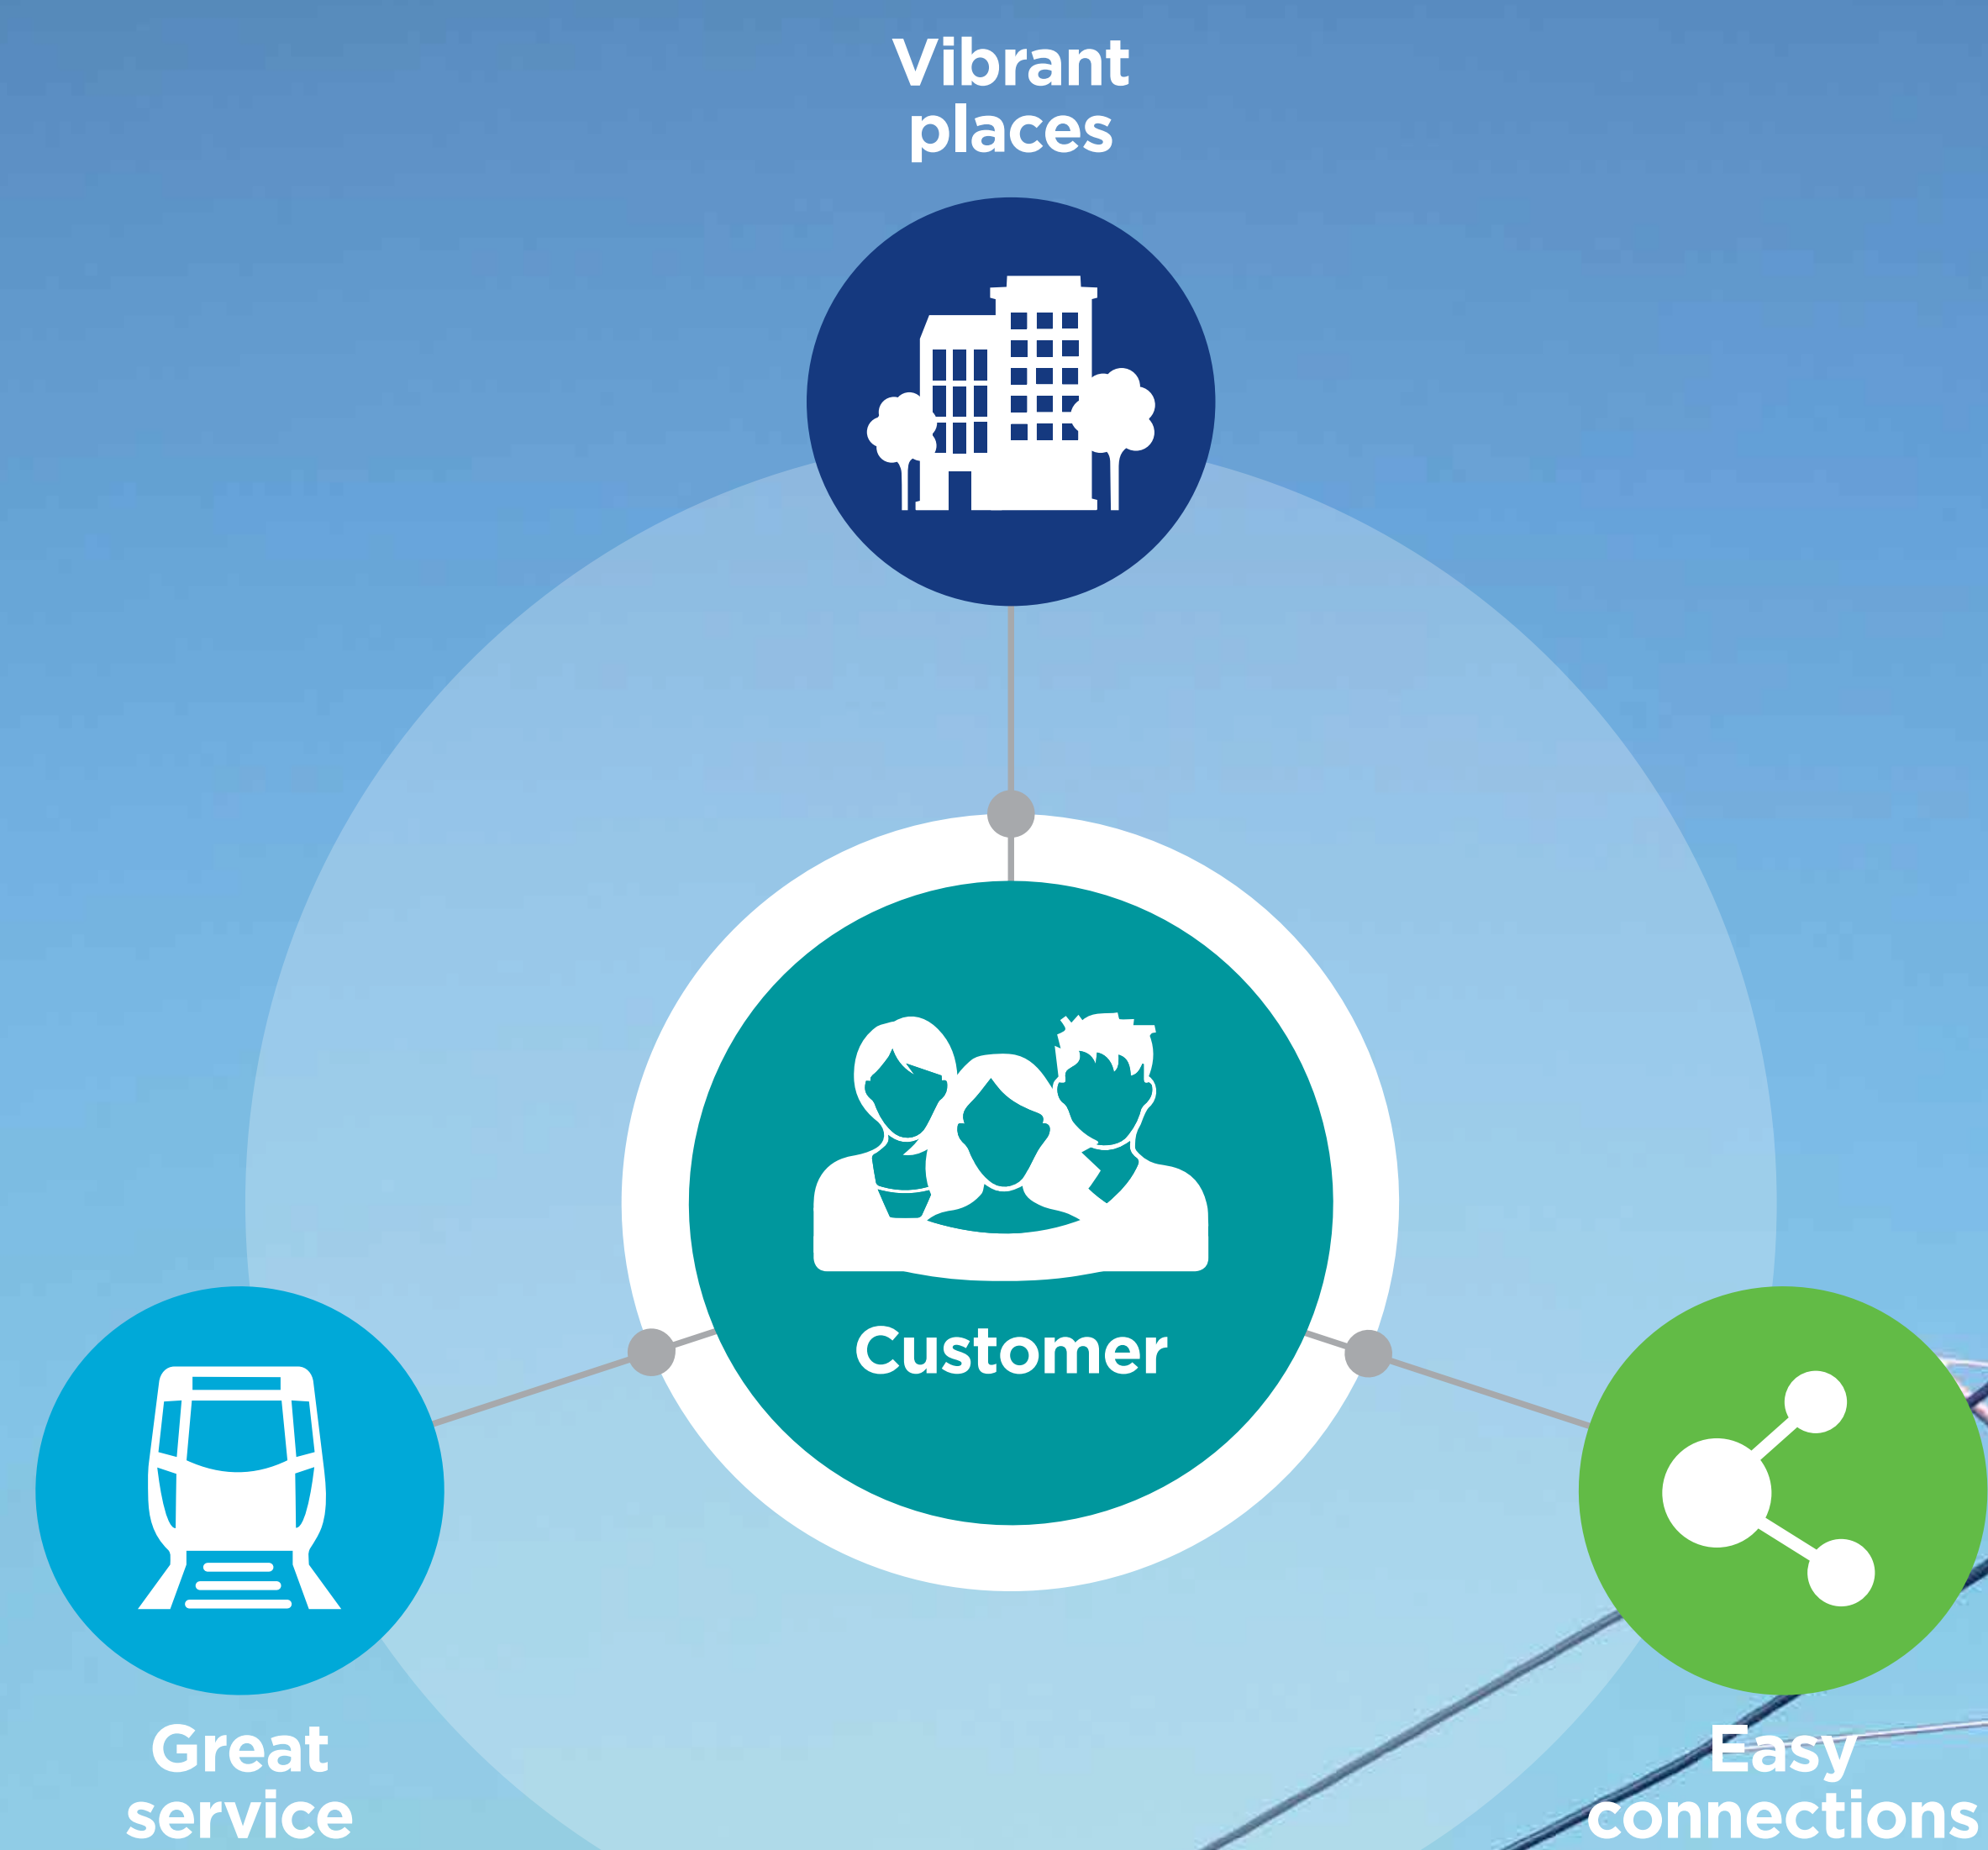 Vibrant
places
Customer
Great
service
Easy
connections